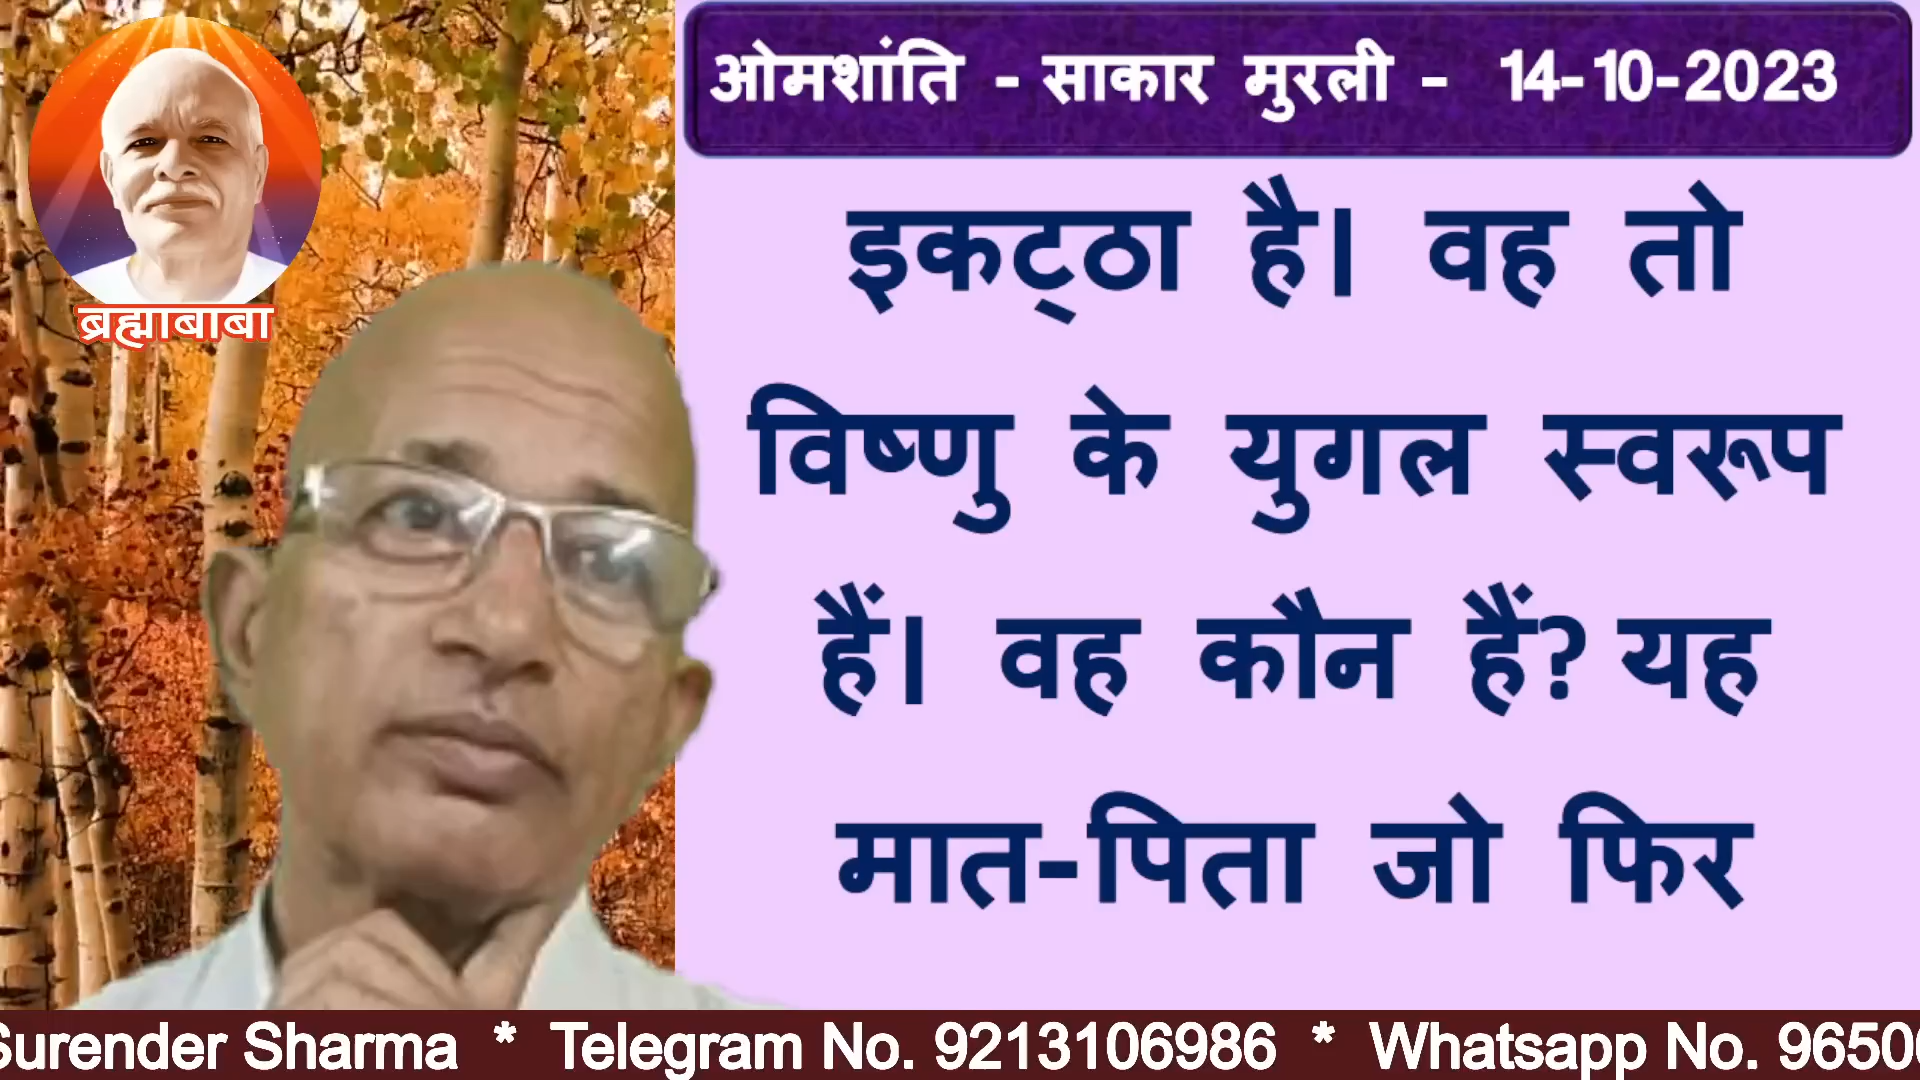 ओमशांति - साकार मुरली - 14-10-2023
ब्रह्माबाबा
इकट्ठा है। वह तो
विष्णु के युगल स्वरूप
हैं। वह कौन हैं? यह
मात-पिता जो फिर
Surender Sharma * Telegram No. 9213106986 * Whatsapp No. 9650